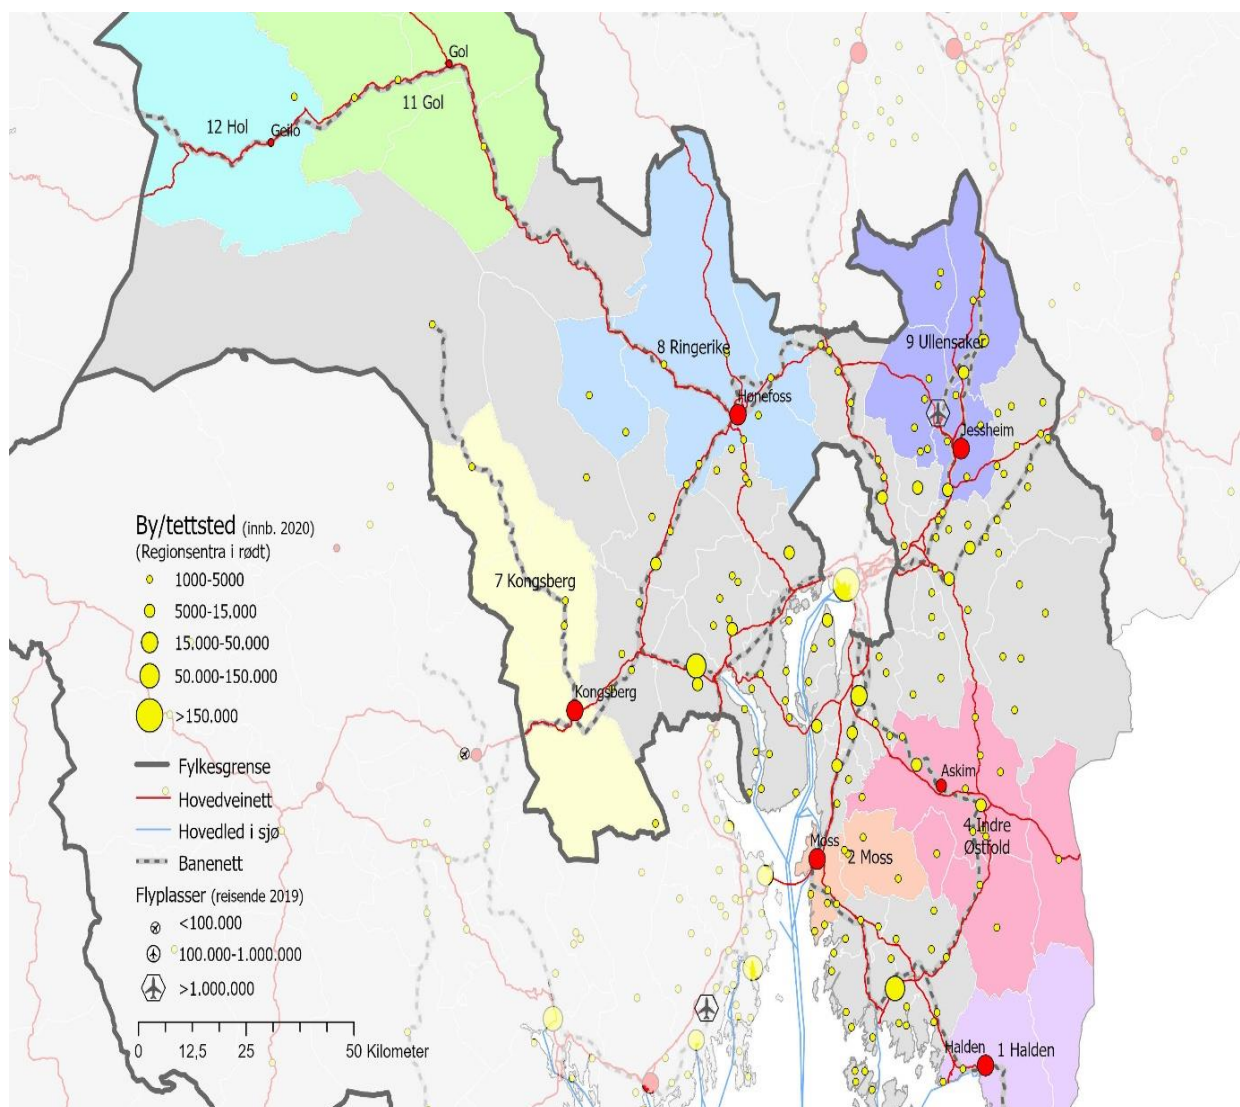 Gol
11 Gol
12 Hol
Geilo
8 Ringerike
9 Ullensaker
Hønefoss
Jessheim
By/tettsted (innb. 2020)
(Regionsentra i rødt)
1000-5000
5000-15.000
15.000-50.000
50.000-150.000
>150.000
7 Kongsberg
Kongsberg
Fylkesgrense
Hovedveinett
Hovedled i sjø
Banenett
Askim
4 Indre
Østfold
Moss
2 Moss
Flyplasser (reisende 2019)
<100.000
100.000-1.000.000
>1.000.000
0 12,5 25 50 Kilometer
Halden
1 Halden